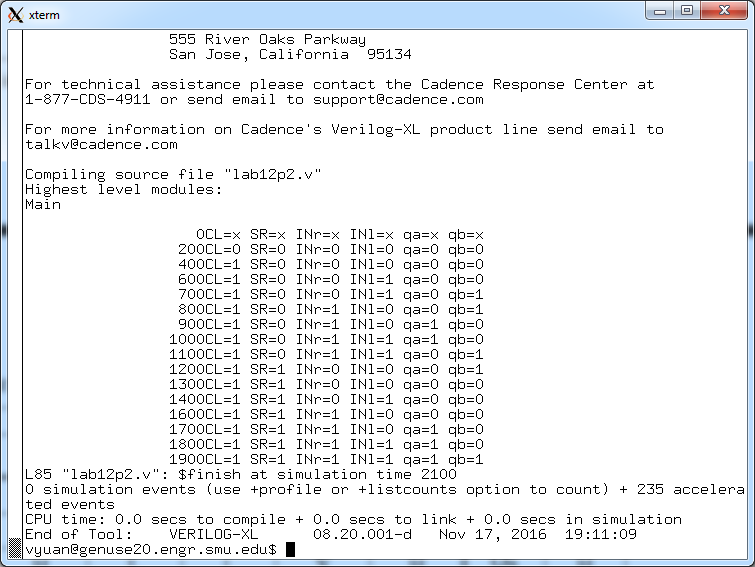 xterm
555 River Oaks Parkway
San Jose, California  95134
For technical assistance please contact the Cadence Response Center at
1-877-CDS-4911 or send email to support@cadence.com
For more information on Cadence's Verilog-XL product line send email to
talkv@cadence.com
Compiling source file "lab12p2.v"
Highest level modules:
Main
0CL=x SR=x INr=x INl=x qa=x qb=x
200CL=0 SR=0 INr=0 INl=0 qa=0 qb=0
400CL=1 SR=0 INr=0 INl=0 qa=0 qb=0
600CL=1 SR=0 INr=0 INl=1 qa=0 qb=0
700CL=1 SR=0 INr=0 INl=1 qa=0 qb=1
800CL=1 SR=0 INr=1 INl=0 qa=0 qb=1
900CL=1 SR=0 INr=1 INl=0 qa=1 qb=0
1000CL=1 SR=0 INr=1 INl=1 qa=1 qb=0
1100CL=1 SR=0 INr=1 INl=1 qa=0 qb=1
1200CL=1 SR=1 INr=0 INl=1 qa=0 qb=1
1300CL=1 SR=1 INr=0 INl=1 qa=0 qb=0
1400CL=1 SR=1 INr=0 INl=0 qa=0 qb=0
1600CL=1 SR=1 INr=1 INl=0 qa=0 qb=0
1700CL=1 SR=1 INr=1 INl=0 qa=1 qb=0
1800CL=1 SR=1 INr=1 INl=1 qa=1 qb=0
1900CL=1 SR=1 INr=1 INl=1 qa=1 qb=1
L85 "lab12p2.v": $finish at simulation time 2100
0 simulation events (use +profile or +listcounts option to count) + 235 accelera
ted events
CPU time: 0.0 secs to compile + 0.0 secs to link + 0.0 secs in simulation
End of Tool:    VERILOG-XL      08.20.001-d   Nov 17, 2016  19:11:09
vyuan@genuse20.engr.smu.edu$